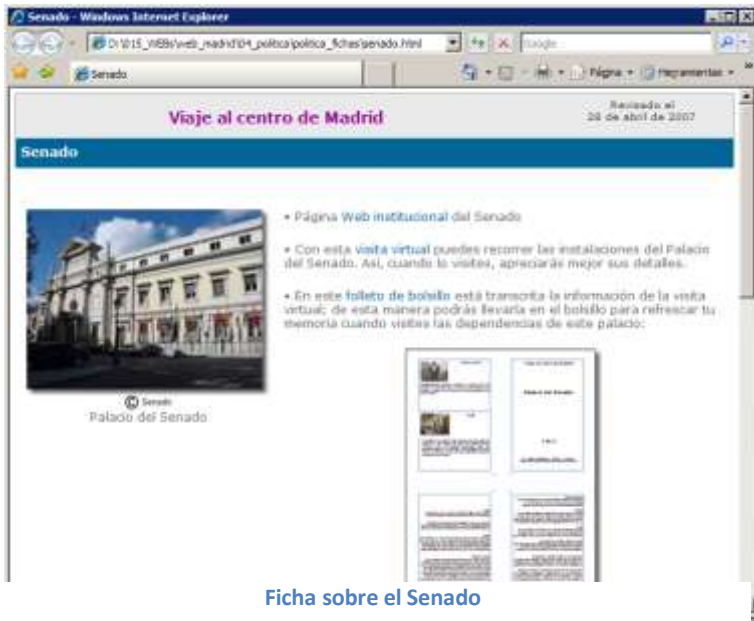 Senado - Windows Internet Explorer
D:\015_WEBs\web_madrid\04_politica\politica_fichas\senado.html
Google
Senado
Página
Herramientas
Viaje al centro de Madrid
Revisado el
28 de abril de 2007
Senado
• Página Web institucional del Senado
• Con esta visita virtual puedes recorrer las instalaciones del Palacio
del Senado. Así, cuando lo visites, apreciarás mejor sus detalles.
• En este folleto de bolsillo está transcrita la información de la visita
virtual; de esta manera podrás llevarla en el bolsillo para refrescar tu
memoria cuando visites las dependencias de este palacio:
© Senado
Palacio del Senado
Ficha sobre el Senado